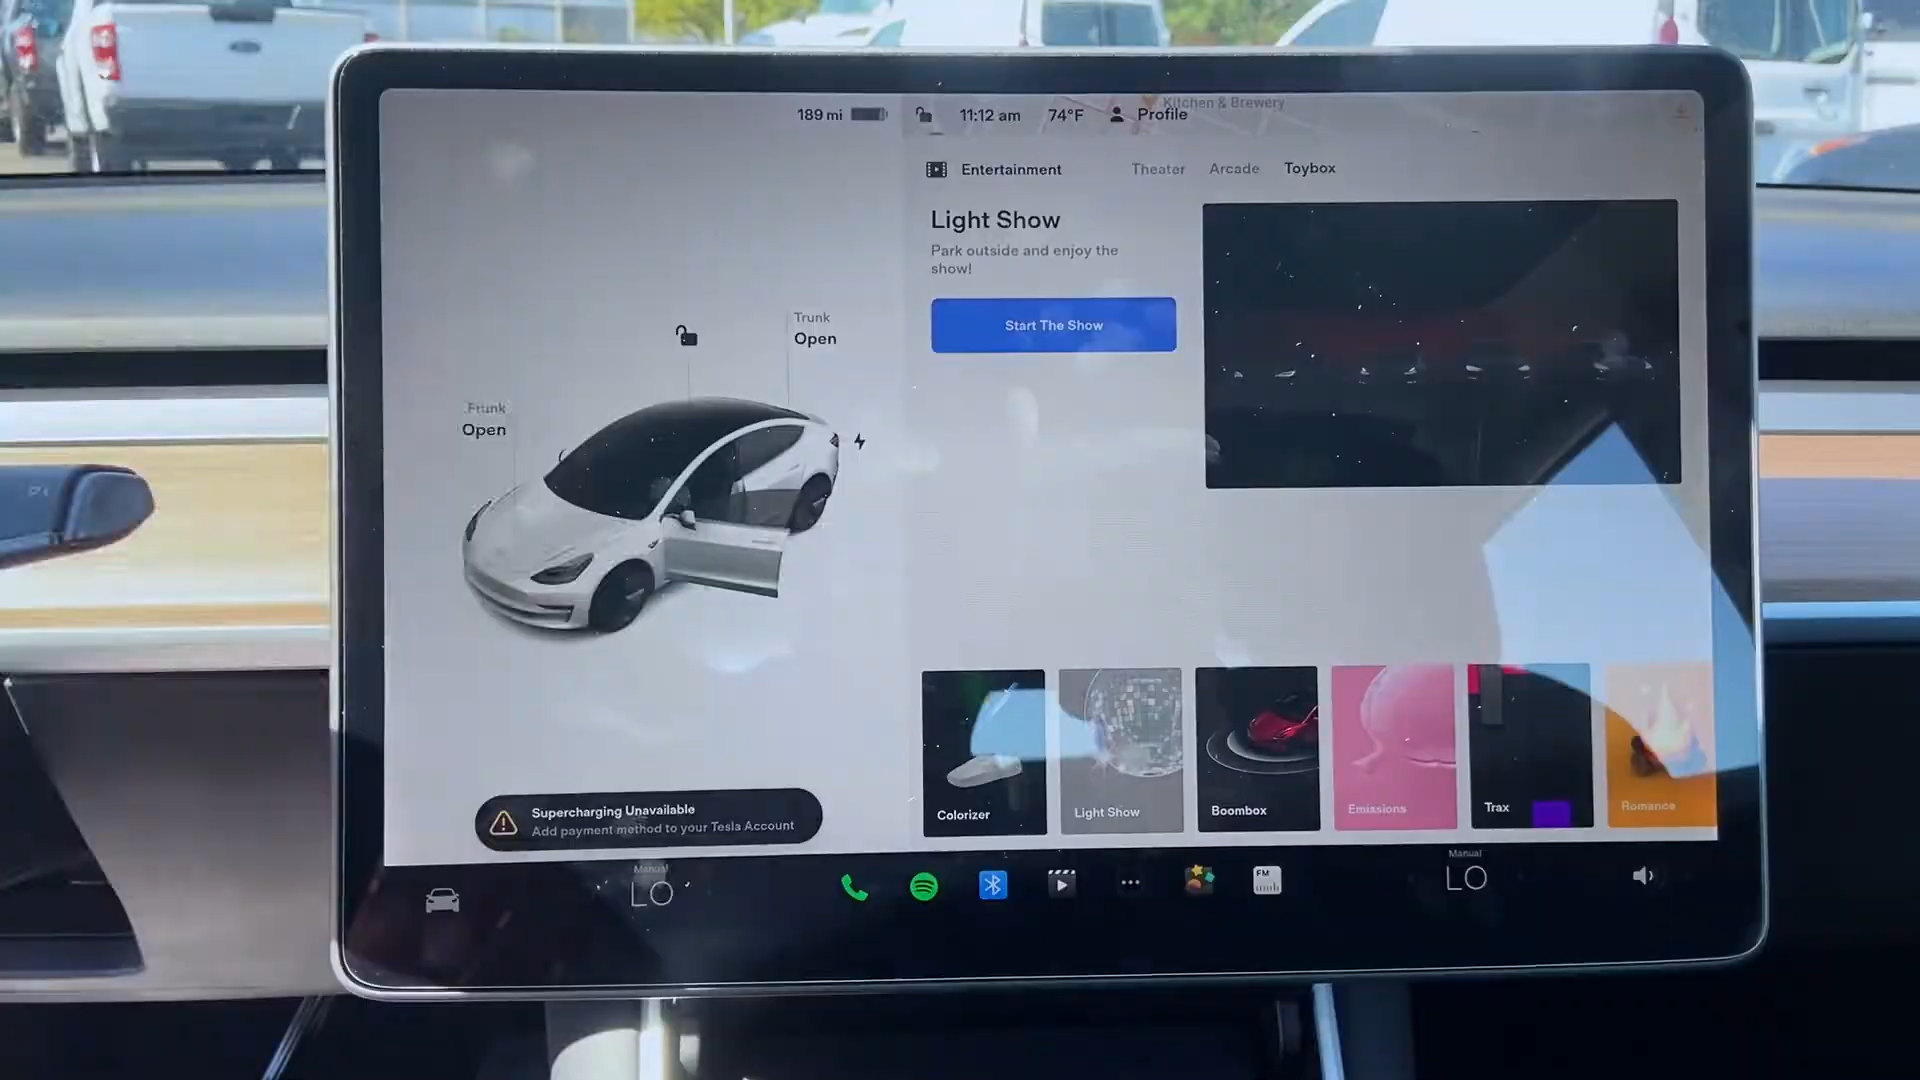 189 mi
11:12 am
74°F
Profile
Kitchen & Brewery
Entertainment
Theater
Arcade
Toybox
Light Show
Park outside and enjoy the
show!
Start The Show
Trunk
Open
Frunk
Open
Supercharging Unavailable
Add payment method to your Tesla Account
Colorizer
Light Show
Boombox
Emissions
Trax
Romance
Manual
LO
FM
Manual
LO